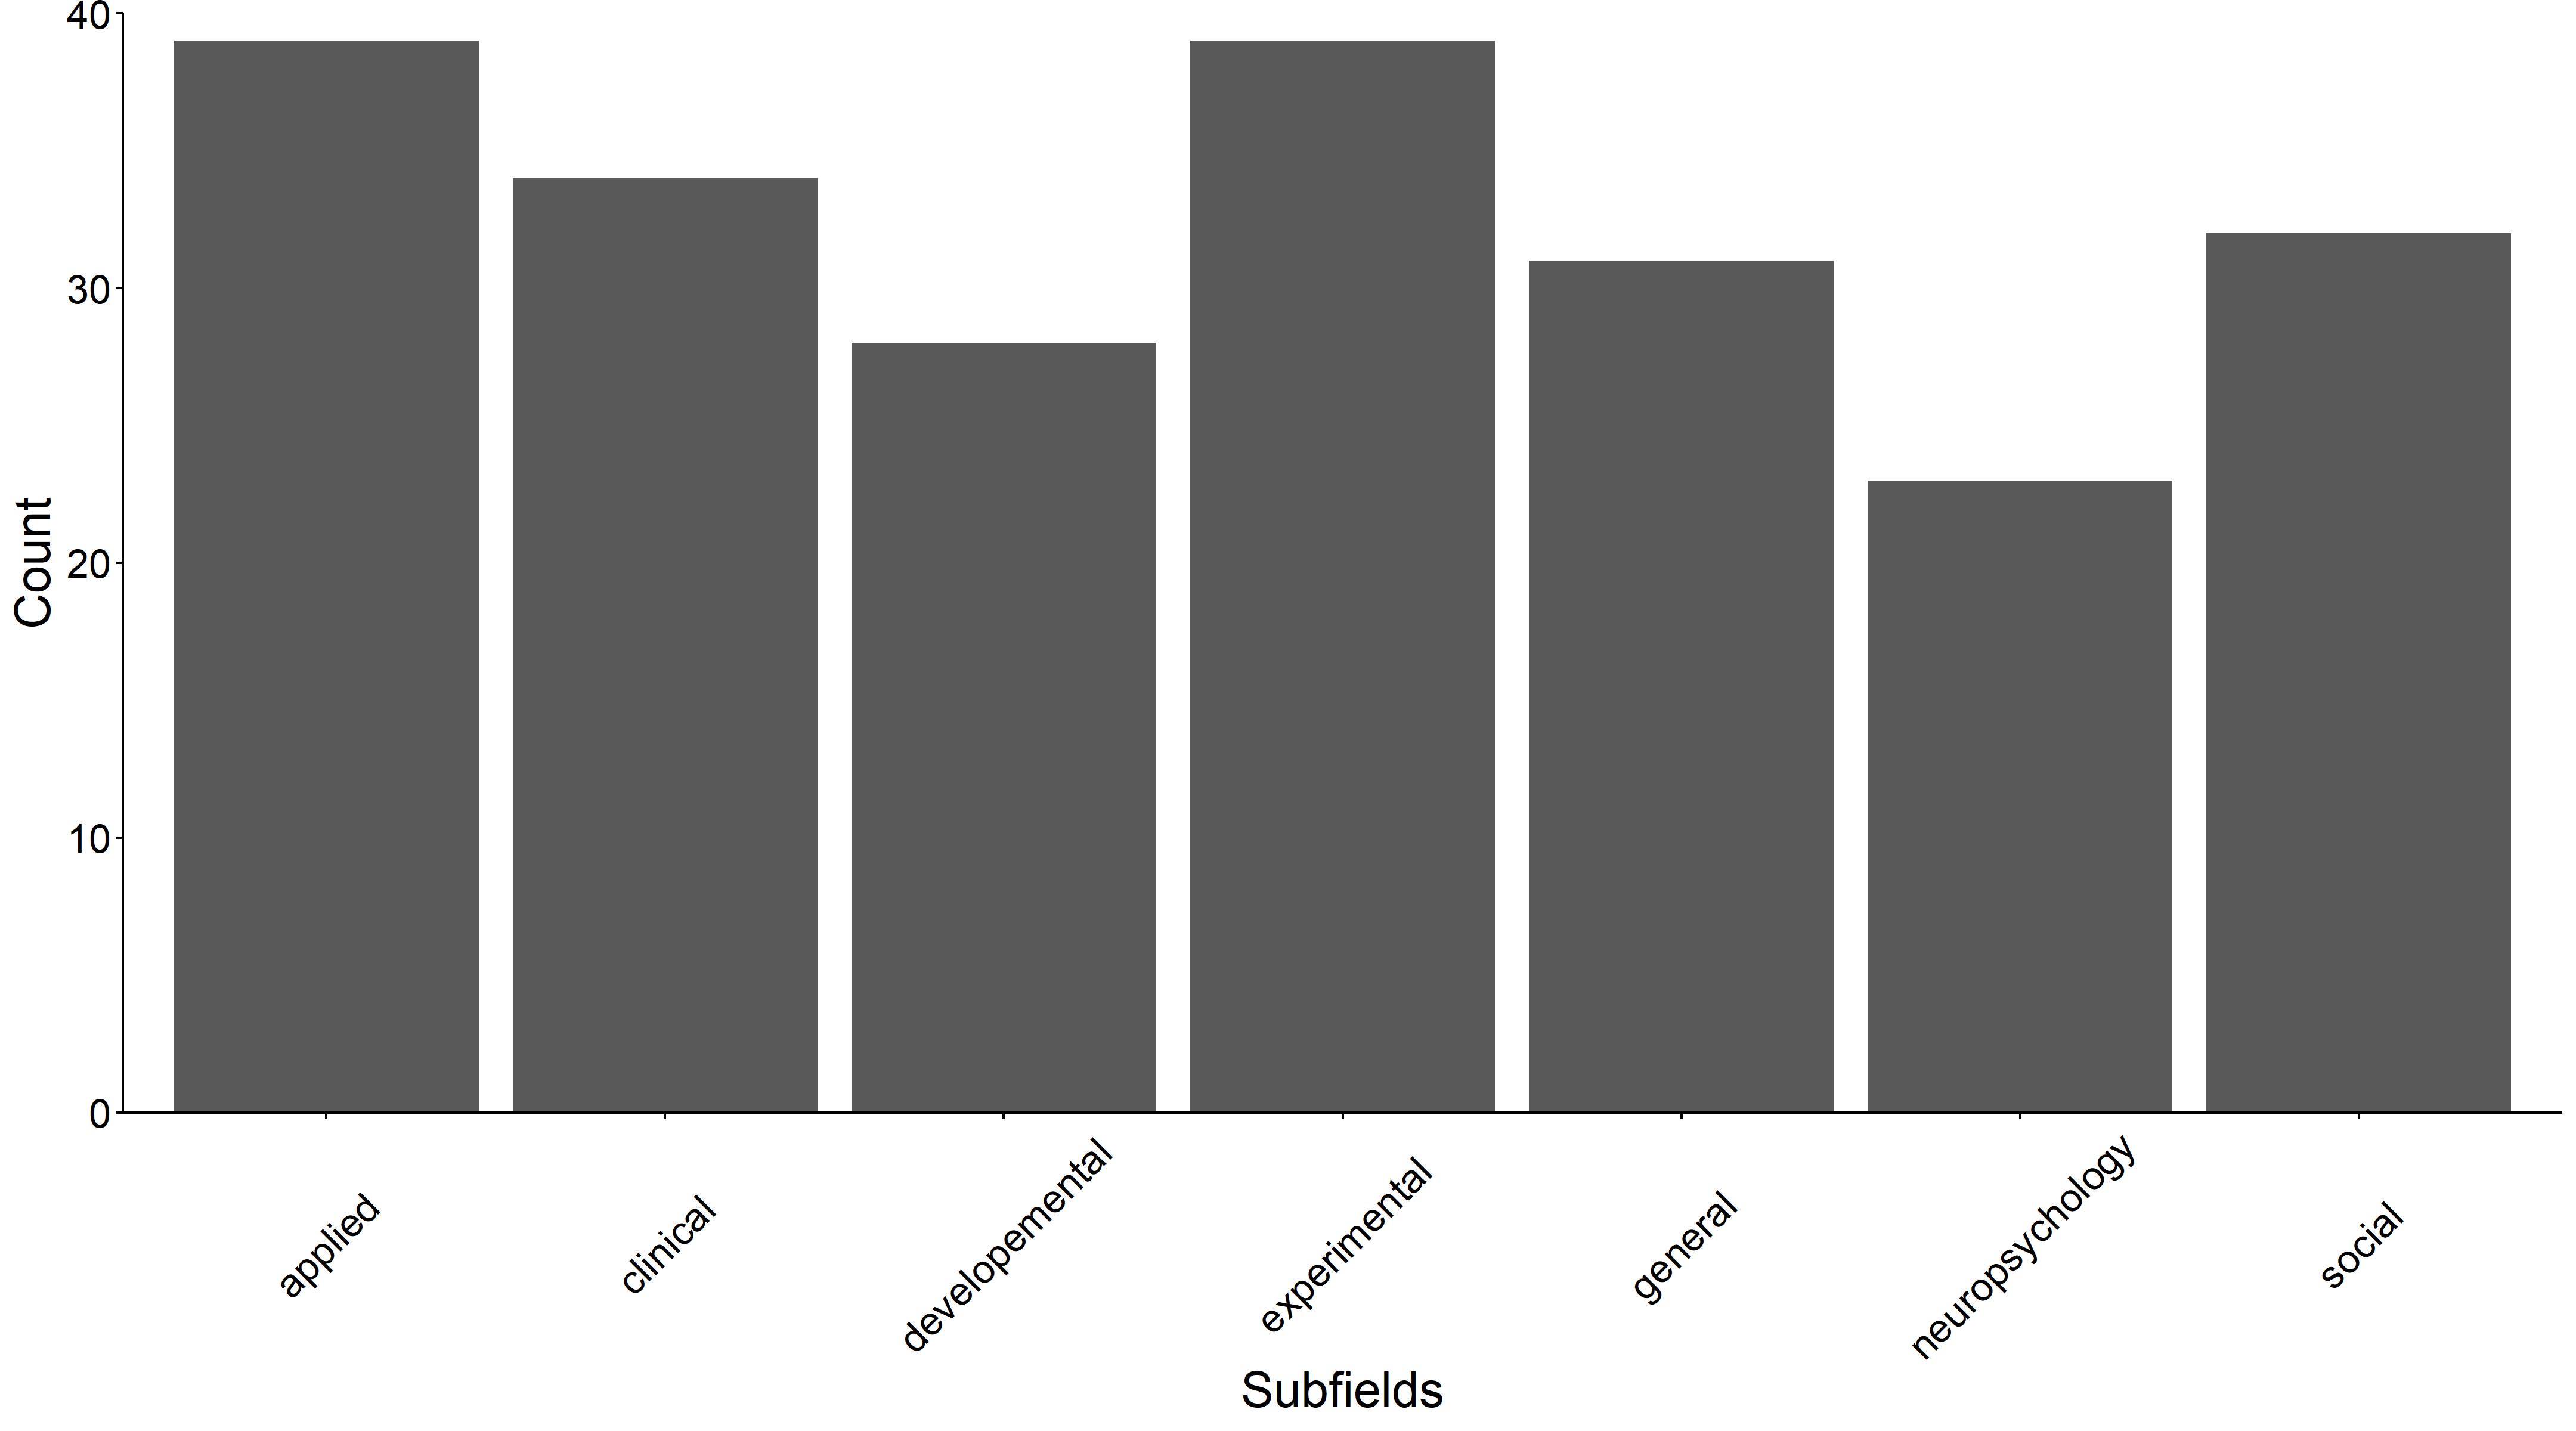 Count
40
30
20
10
0
applied
clinical
developemental
experimental
general
neuropsychology
social
Subfields